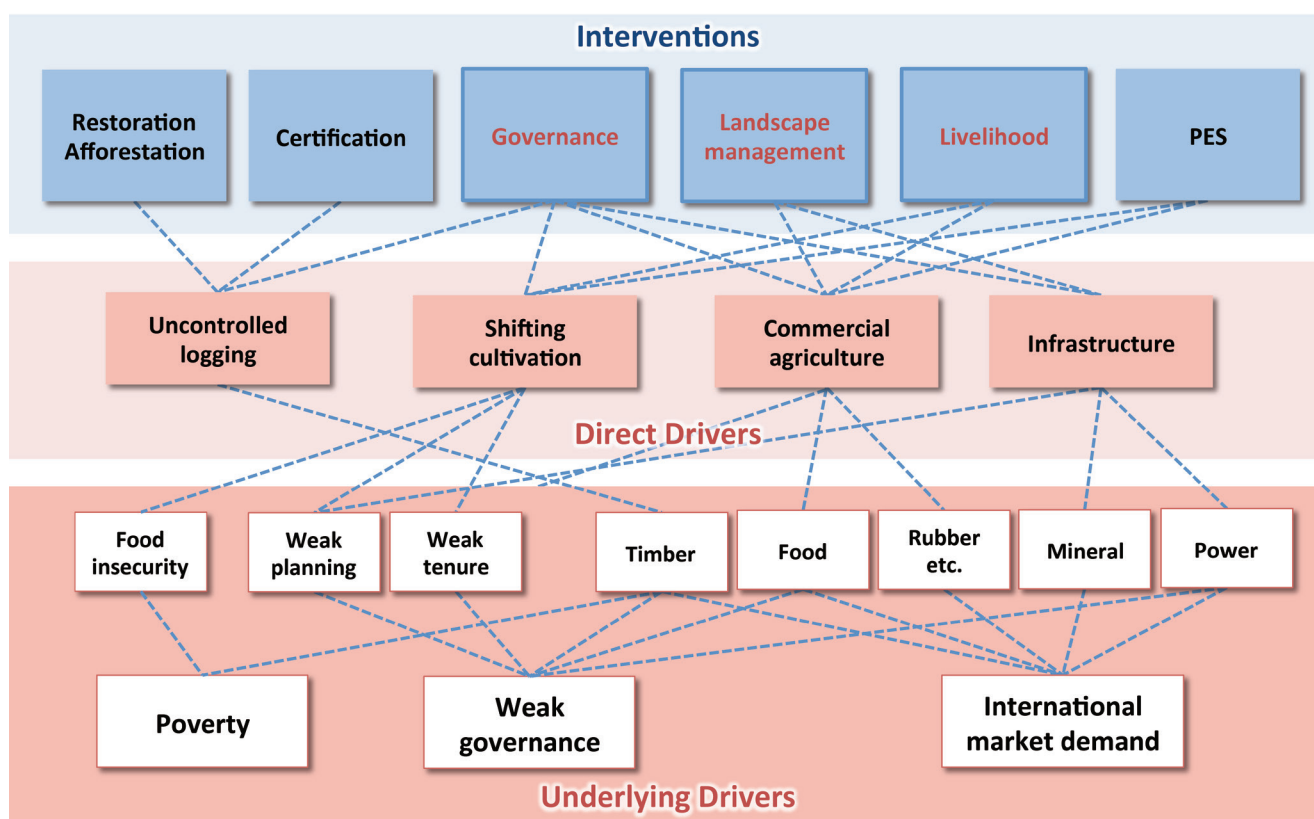 Interventions
Restoration
Afforestation
Certification
Governance
Landscape
management
Livelihood
PES
Uncontrolled
logging
Shifting
cultivation
Commercial
agriculture
Infrastructure
Direct Drivers
Food
insecurity
Weak
planning
Weak
tenure
Timber
Food
Rubber
etc.
Mineral
Power
Poverty
Weak
governance
International
market demand
Underlying Drivers